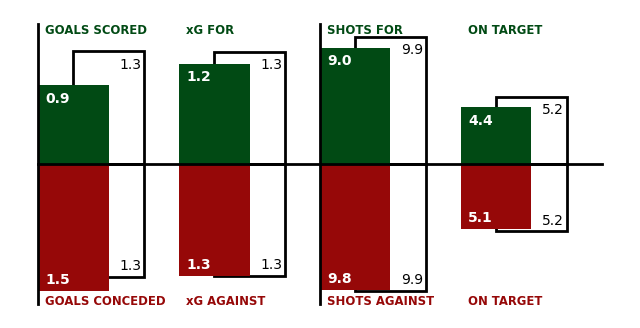 GOALS SCORED xG FOR SHOTS FOR ON TARGET
0.9 1.3 1.2 1.3 9.0 9.9 4.4 5.2
1.5 1.3 1.3 1.3 9.8 9.9 5.1 5.2
GOALS CONCEDED xG AGAINST SHOTS AGAINST ON TARGET